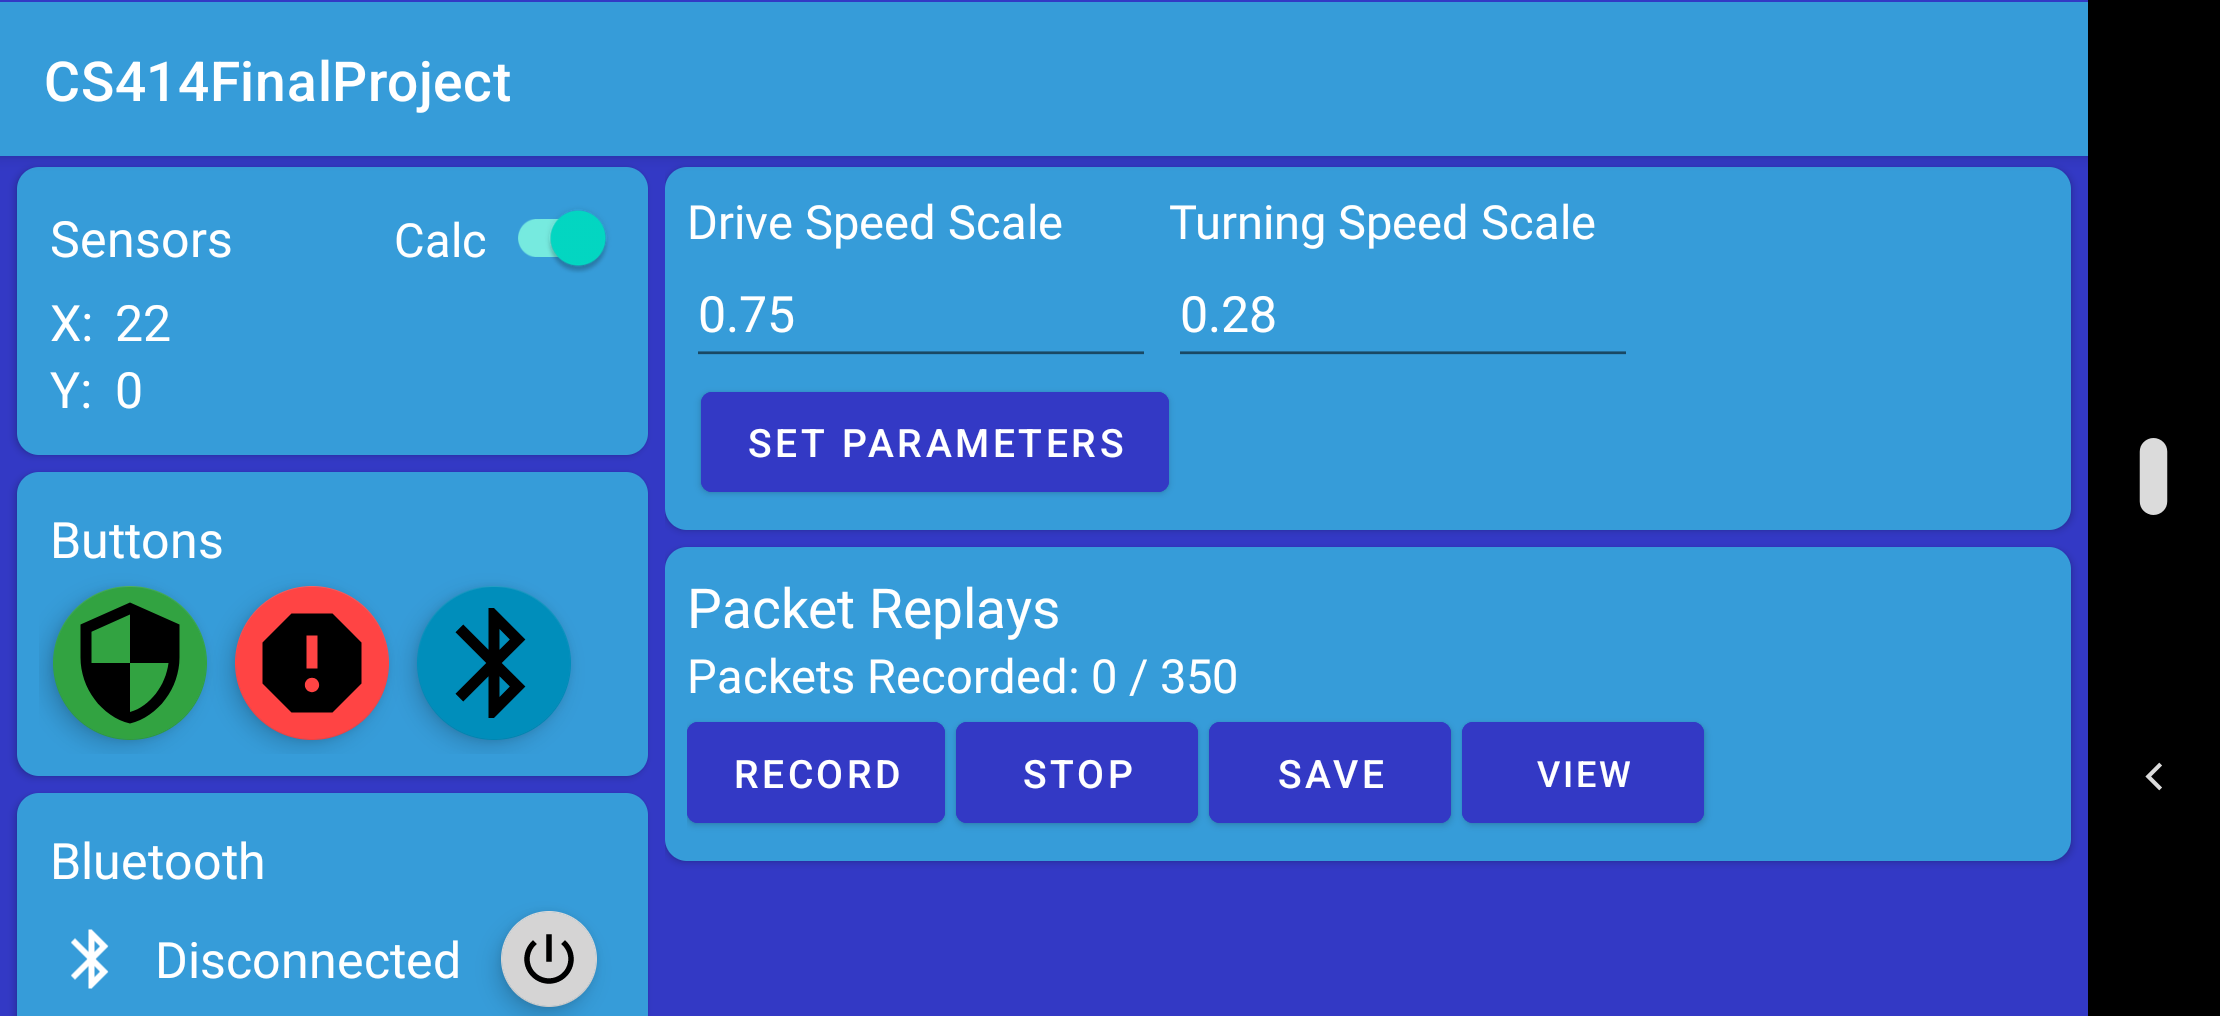 CS414FinalProject
Sensors Calc
X: 22
Y: 0
Buttons
Bluetooth
Disconnected
Drive Speed Scale Turning Speed Scale
0.75 0.28
SET PARAMETERS
Packet Replays
Packets Recorded: 0 / 350
RECORD STOP SAVE VIEW